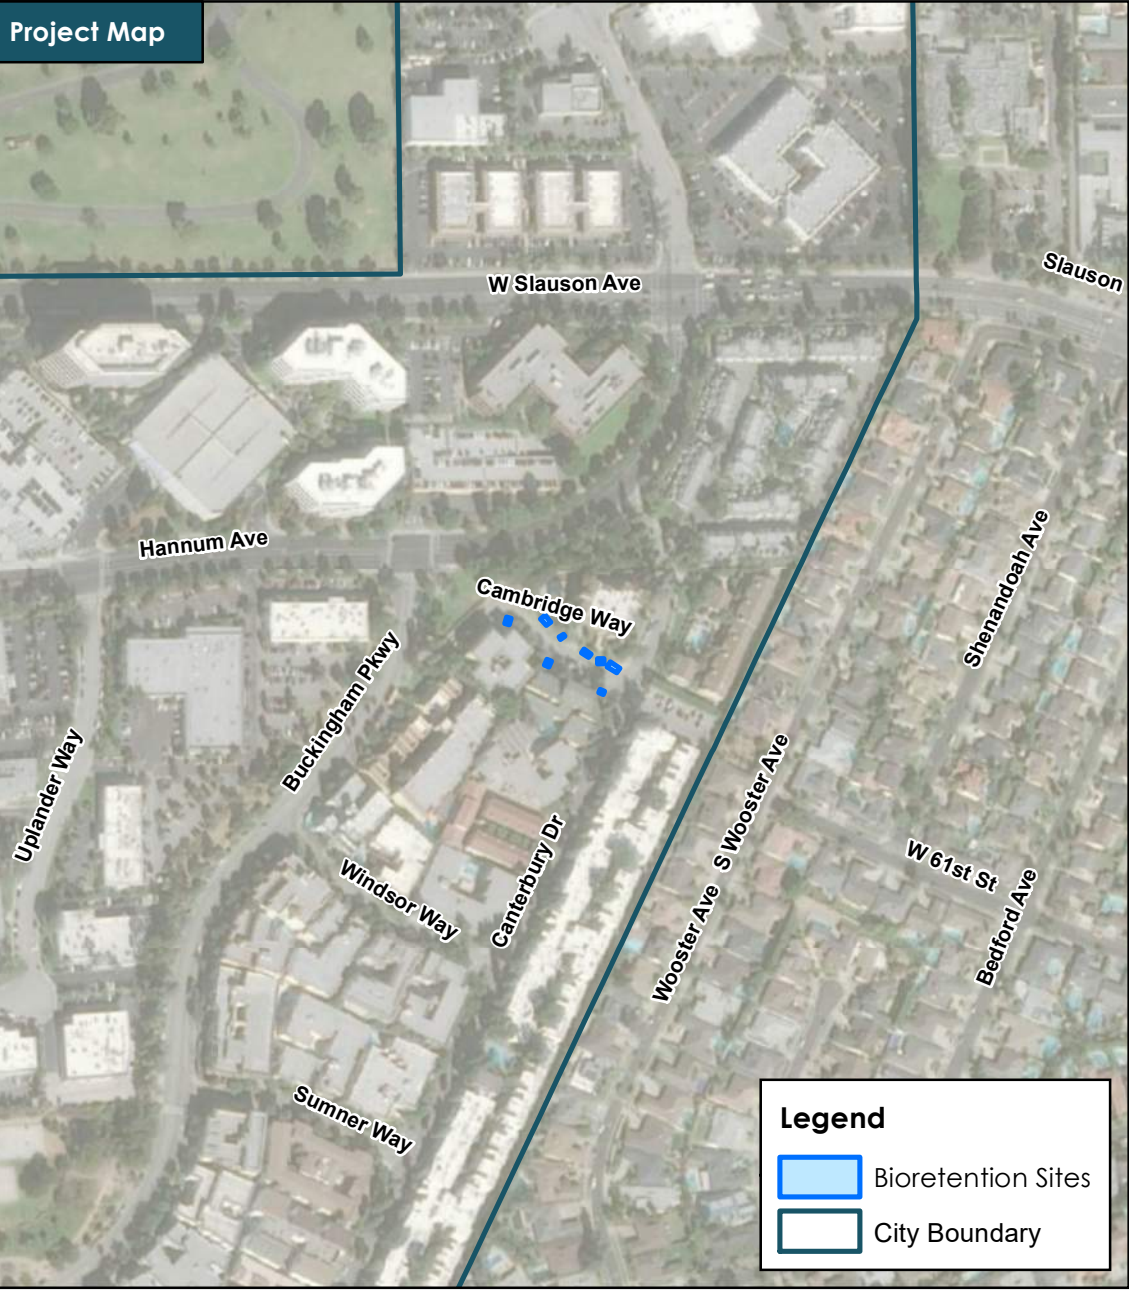 Project Map
W Slauson Ave
Slauson
Hannum Ave
Cambridge Way
Shenandoah Ave
Buckingham Pkwy
Uplander Way
S Wooster Ave
Canterbury Dr
W 61st St
Windsor Way
Wooster Ave
Bedford Ave
Sumner Way
Legend
Bioretention Sites
City Boundary